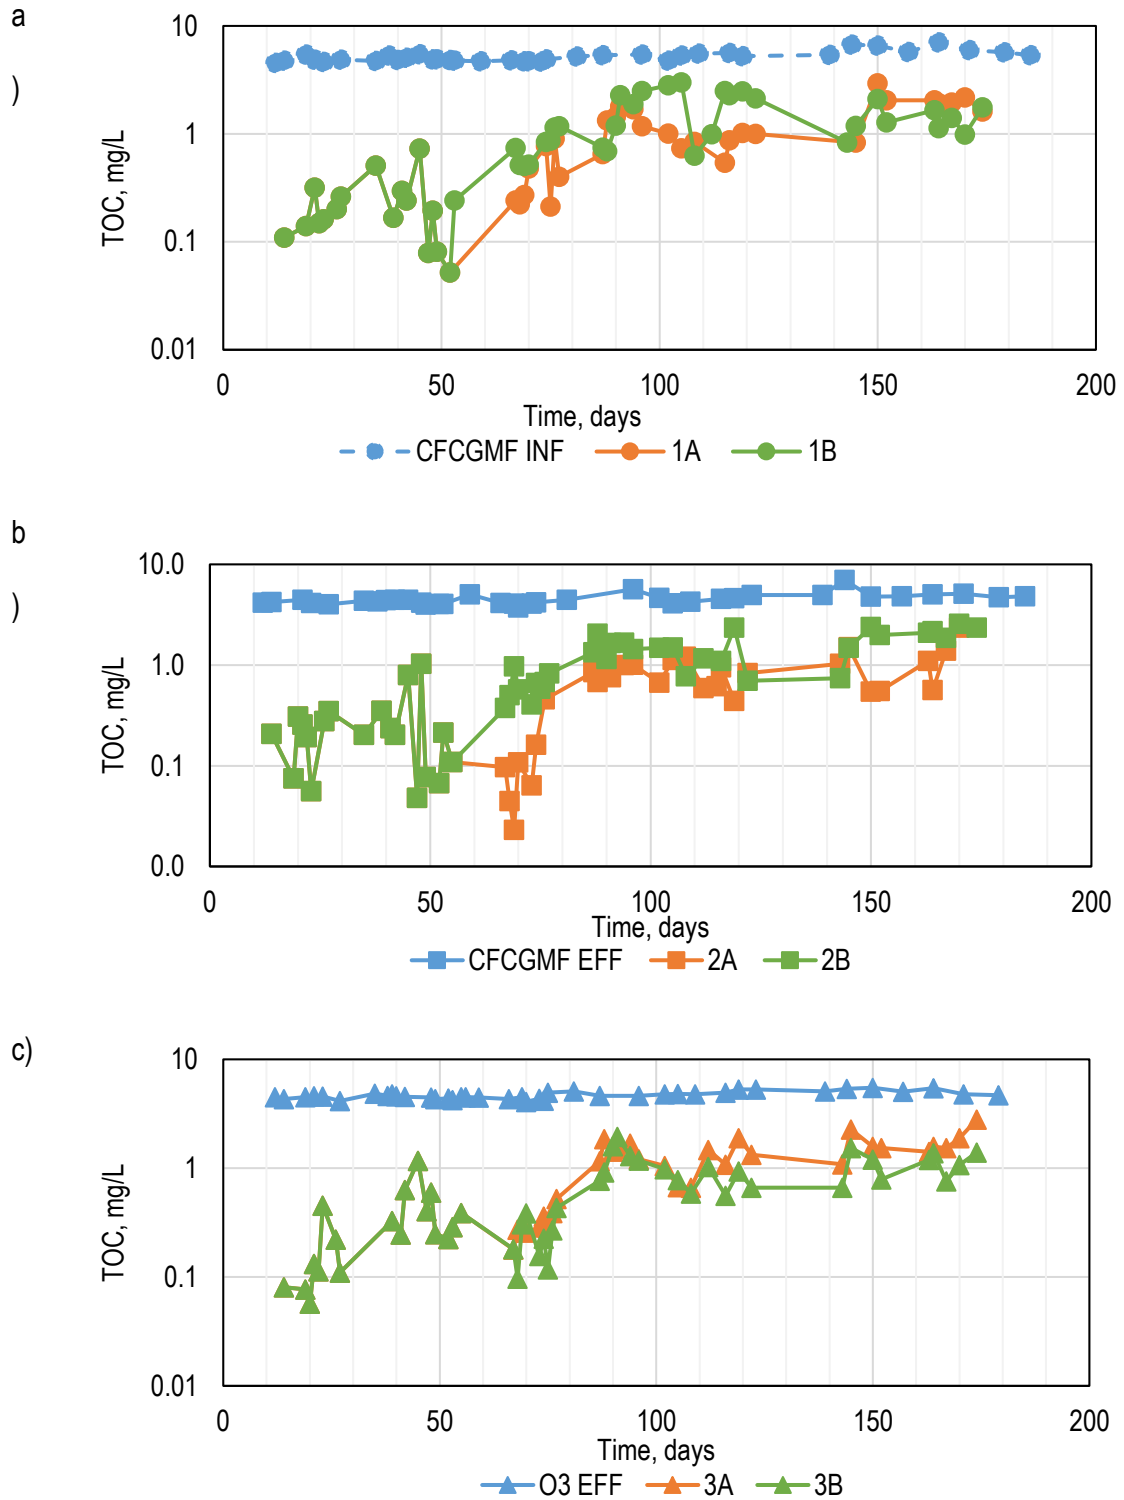 a
)
10
1
0.1
0.01
TOC, mg/L
0 50 100 150 200
Time, days
CFCGMF INF 1A 1B
b
)
10.0
1.0
0.1
0.0
TOC, mg/L
0 50 100 150 200
Time, days
CFCGMF EFF 2A 2B
c)
10
1
0.1
0.01
TOC, mg/L
0 50 100 150 200
Time, days
O3 EFF 3A 3B